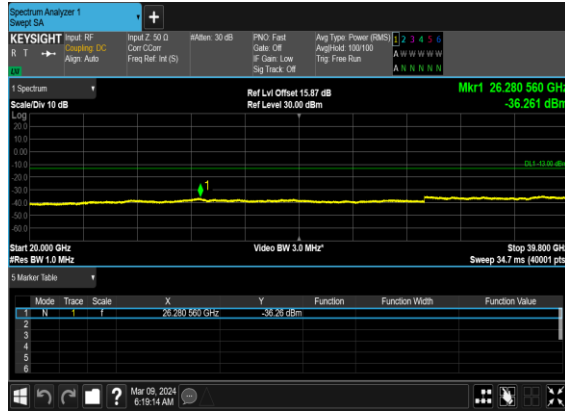 Spectrum Analyzer 1
Swept SA
+
KEYSIGHT Input: RF Input Z: 50 Ω #Atten: 30 dB PNO: Fast Avg Type: Power (RMS) 1 2 3 4 5 6
R T Coupling: DC Corr CCorr Gate: Off Avg|Hold: 100/100 A W W W W W
Align: Auto Freq Ref: Int (S) IF Gain: Low Trig: Free Run
Sig Track: Off A N N N N N
1 Spectrum Ref Lvl Offset 15.87 dB Mkr1 26.280 560 GHz
Scale/Div 10 dB Ref Level 30.00 dBm -36.261 dBm
Log
20.0
10.0
0.00
-10.0 DL1 -13.00 dBm
-20.0
-30.0 1
-40.0
-50.0
-60.0
Start 20.000 GHz Video BW 3.0 MHz* Stop 39.800 GHz
#Res BW 1.0 MHz Sweep 34.7 ms (40001 pts)
5 Marker Table
Mode Trace Scale X Y Function Function Width Function Value
1 N 1 f 26.280 560 GHz -36.26 dBm
2
3
4
5
6
? Mar 09, 2024
6:19:14 AM